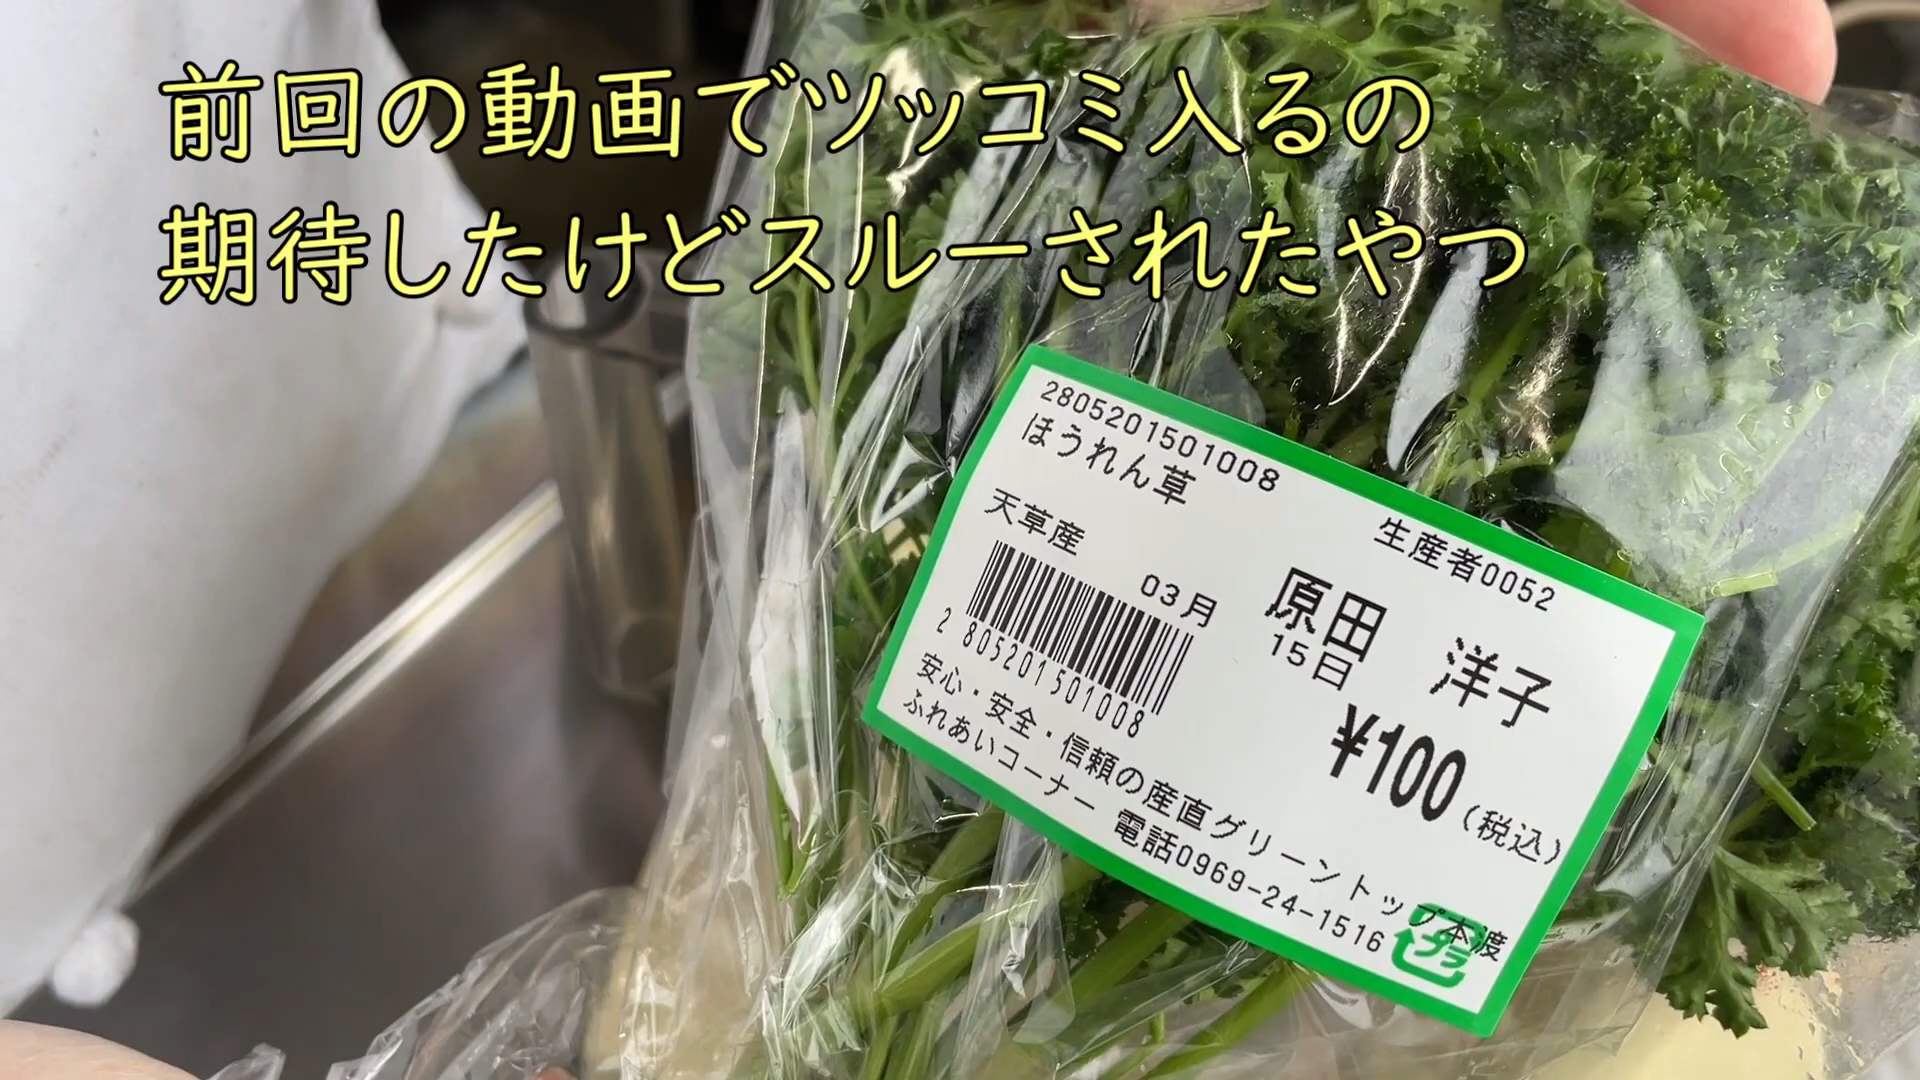 前回の動画でツッコミ入るの
期待したけどスルーされたやつ
2805201501008
ほうれん草
天草産
生産者0052
03月
15日
原田 洋子
2 805201 501008
¥100(税込)
安心・安全・信頼の産直グリーントップ本渡
ふれあいコーナー 電話0969-24-1516
プラ